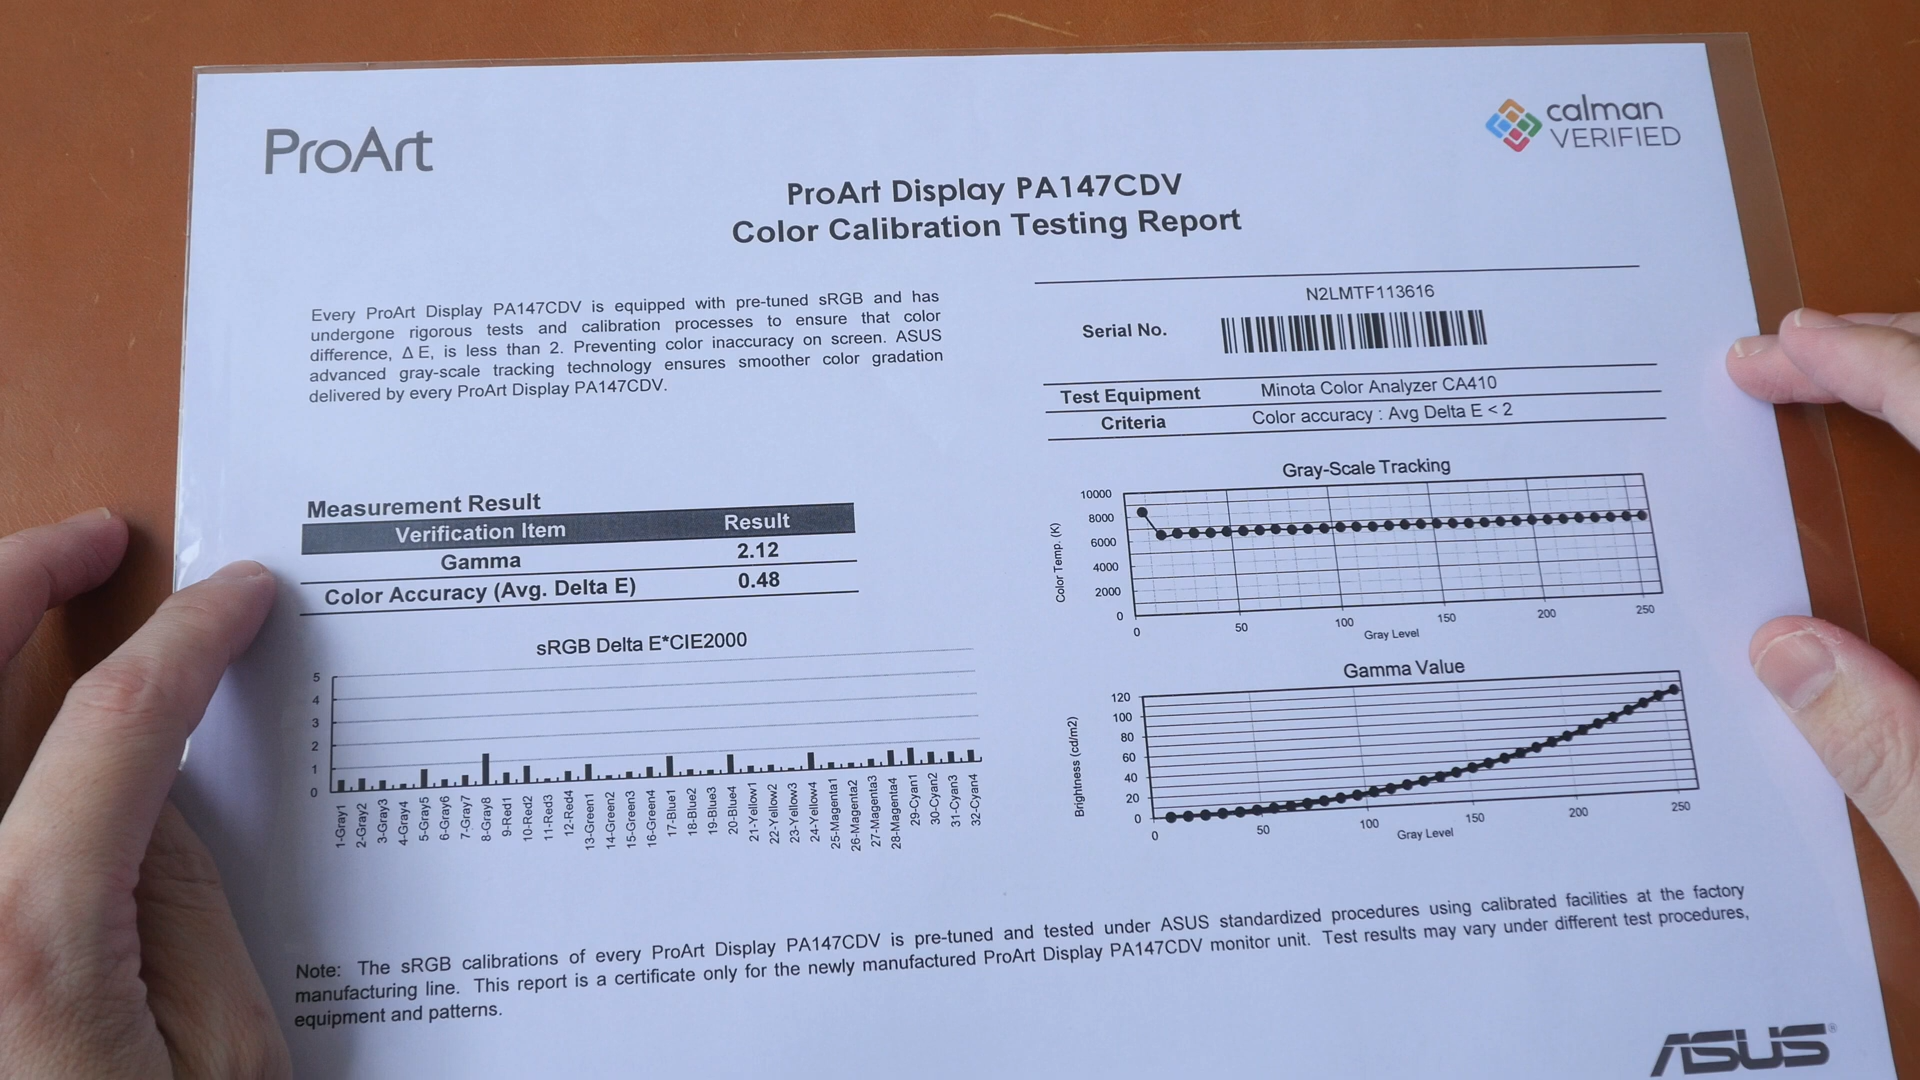 ProArt
calman
VERIFIED
ProArt Display PA147CDV
Color Calibration Testing Report
Every ProArt Display PA147CDV is equipped with pre-tuned sRGB and has
undergone rigorous tests and calibration processes to ensure that color
difference, Δ E, is less than 2. Preventing color inaccuracy on screen. ASUS
advanced gray-scale tracking technology ensures smoother color gradation
delivered by every ProArt Display PA147CDV.
N2LMTF113616
Serial No.
Test Equipment Minota Color Analyzer CA410
Criteria Color accuracy : Avg Delta E < 2
Measurement Result
Verification Item Result
Gamma 2.12
Color Accuracy (Avg. Delta E) 0.48
sRGB Delta E*CIE2000
5
4
3
2
1
0
1-Gray1
2-Gray2
3-Gray3
4-Gray4
5-Gray5
6-Gray6
7-Gray7
8-Gray8
9-Red1
10-Red2
11-Red3
12-Red4
13-Green1
14-Green2
15-Green3
16-Green4
17-Blue1
18-Blue2
19-Blue3
20-Blue4
21-Yellow1
22-Yellow2
23-Yellow3
24-Yellow4
25-Magenta1
26-Magenta2
27-Magenta3
28-Magenta4
29-Cyan1
30-Cyan2
31-Cyan3
32-Cyan4
Gray-Scale Tracking
Color Temp. (K)
10000
8000
6000
4000
2000
0
0 50 100 150 200 250
Gray Level
Gamma Value
Brightness (cd/m2)
120
100
80
60
40
20
0
0 50 100 150 200 250
Gray Level
Note: The sRGB calibrations of every ProArt Display PA147CDV is pre-tuned and tested under ASUS standardized procedures using calibrated facilities at the factory
manufacturing line. This report is a certificate only for the newly manufactured ProArt Display PA147CDV monitor unit. Test results may vary under different test procedures,
equipment and patterns.
ASUS®